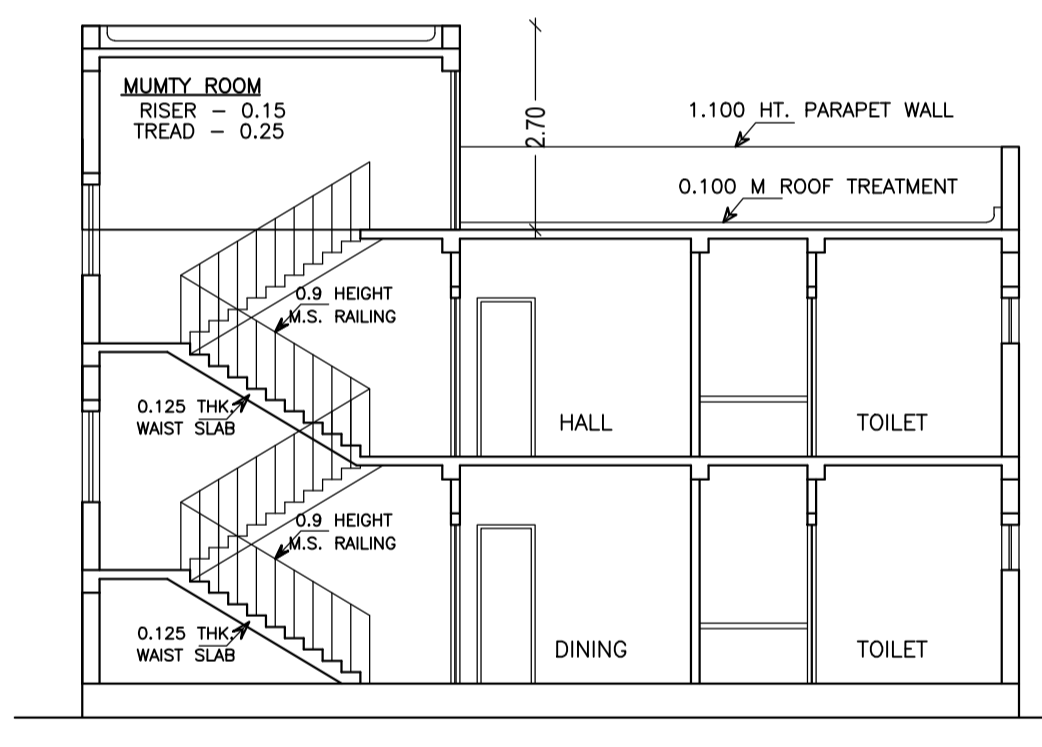 MUMTY ROOM
RISER - 0.15
TREAD - 0.25
2.70
1.100 HT. PARAPET WALL
0.100 M ROOF TREATMENT
0.9 HEIGHT
M.S. RAILING
0.125 THK.
WAIST SLAB
HALL
TOILET
0.9 HEIGHT
M.S. RAILING
0.125 THK.
WAIST SLAB
DINING
TOILET